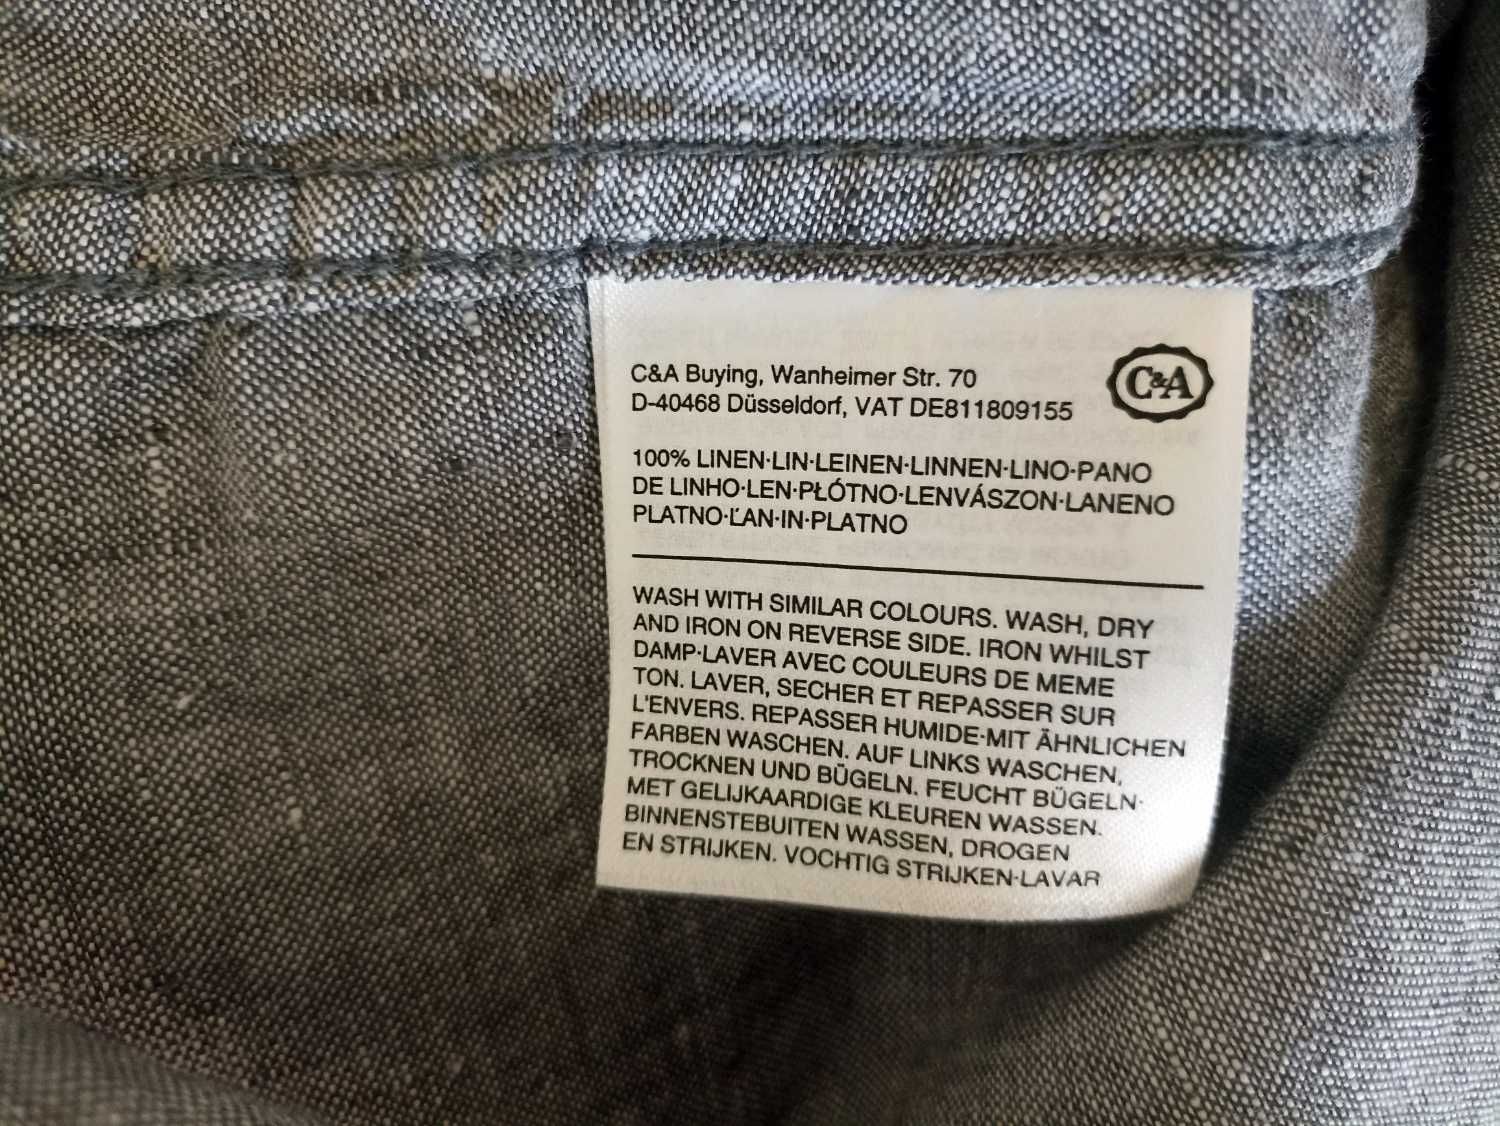 C&A Buying, Wanheimer Str. 70
D-40468 Düsseldorf, VAT DE811809155
C&A
100% LINEN·LIN·LEINEN·LINNEN·LINO·PANO
DE LINHO·LEN·PŁÓTNO·LENVÁSZON·LANENO
PLATNO·ĽAN·IN·PLATNO
WASH WITH SIMILAR COLOURS. WASH, DRY
AND IRON ON REVERSE SIDE. IRON WHILST
DAMP·LAVER AVEC COULEURS DE MEME
TON. LAVER, SECHER ET REPASSER SUR
L'ENVERS. REPASSER HUMIDE·MIT ÄHNLICHEN
FARBEN WASCHEN. AUF LINKS WASCHEN,
TROCKNEN UND BÜGELN. FEUCHT BÜGELN·
MET GELIJKAARDIGE KLEUREN WASSEN.
BINNENSTEBUITEN WASSEN, DROGEN
EN STRIJKEN. VOCHTIG STRIJKEN·LAVAR